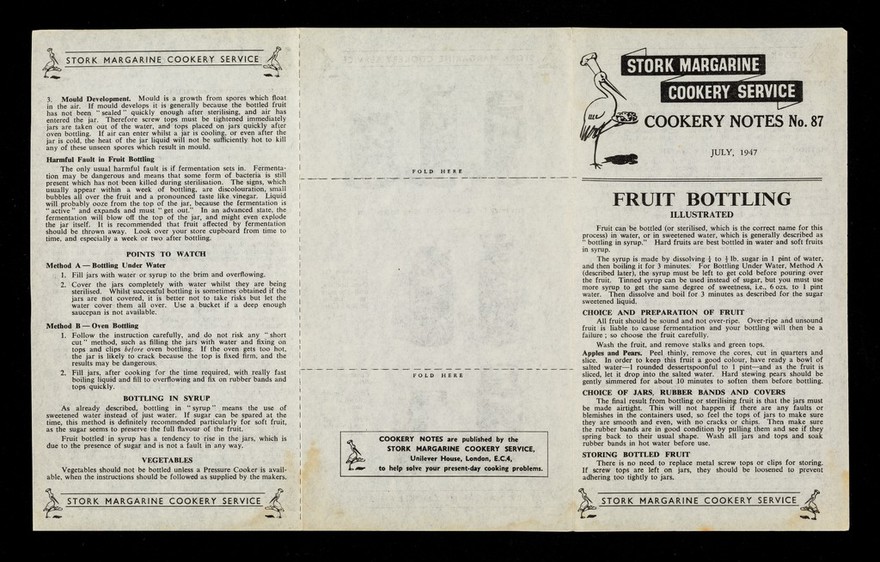 STORK MARGARINE COOKERY SERVICE
3. Mould Development. Mould is a growth from spores which float
in the air. If mould develops it is generally because the bottled fruit
has not been "sealed" quickly enough after sterilising, and air has
entered the jar. Therefore screw tops must be tightened immediately
jars are taken out of the water, and tops placed on jars quickly after
oven bottling. If air can enter whilst a jar is cooling, or even after the
jar is cold, the heat of the jar liquid will not be sufficiently hot to kill
any of these unseen spores which result in mould.
Harmful Fault in Fruit Bottling
The only usual harmful fault is if fermentation sets in. Fermenta-
tion may be dangerous and means that some form of bacteria is still
present which has not been killed during sterilisation. The signs, which
usually appear within a week of bottling, are discolouration, small
bubbles all over the fruit and a pronounced taste like vinegar. Liquid
will probably ooze from the top of the jar, because the fermentation is
"active" and expands and must "get out." In an advanced state, the
fermentation will blow off the top of the jar, and might even explode
the jar itself. It is recommended that fruit affected by fermentation
should be thrown away. Look over your store cupboard from time to
time, and especially a week or two after bottling.
POINTS TO WATCH
Method A — Bottling Under Water
1. Fill jars with water or syrup to the brim and overflowing.
2. Cover the jars completely with water whilst they are being
sterilised. Whilst successful bottling is sometimes obtained if the
jars are not covered, it is better not to take risks but let the
water cover them all over. Use a bucket if a deep enough
saucepan is not available.
Method B — Oven Bottling
1. Follow the instruction carefully, and do not risk any "short
cut" method, such as filling the jars with water and fixing on
tops and clips before oven bottling. If the oven gets too hot,
the jar is likely to crack because the top is fixed firm, and the
results may be dangerous.
2. Fill jars, after cooking for the time required, with really fast
boiling liquid and fill to overflowing and fix on rubber bands and
tops quickly.
BOTTLING IN SYRUP
As already described, bottling in "syrup" means the use of
sweetened water instead of just water. If sugar can be spared at the
time, this method is definitely recommended particularly for soft fruit,
as the sugar seems to preserve the full flavour of the fruit.
Fruit bottled in syrup has a tendency to rise in the jars, which is
due to the presence of sugar and is not a fault in any way.
VEGETABLES
Vegetables should not be bottled unless a Pressure Cooker is avail-
able, when the instructions should be followed as supplied by the makers.
STORK MARGARINE COOKERY SERVICE
FOLD HERE
FOLD HERE
COOKERY NOTES are published by the
STORK MARGARINE COOKERY SERVICE,
Unilever House, London, E.C.4,
to help solve your present-day cooking problems.
STORK MARGARINE
COOKERY SERVICE
COOKERY NOTES No. 87
JULY, 1947
FRUIT BOTTLING
ILLUSTRATED
Fruit can be bottled (or sterilised, which is the correct name for this
process) in water, or in sweetened water, which is generally described as
"bottling in syrup." Hard fruits are best bottled in water and soft fruits
in syrup.
The syrup is made by dissolving to lb. sugar in 1 pint of water,
and then boiling it for 3 minutes. For Bottling Under Water, Method A
(described later), the syrup must be left to get cold before pouring over
the fruit. Tinned syrup can be used instead of sugar, but you must use
more syrup to get the same degree of sweetness, i.e., 6 ozs. to 1 pint
water. Then dissolve and boil for 3 minutes as described for the sugar
sweetened liquid.
CHOICE AND PREPARATION OF FRUIT
All fruit should be sound and not over-ripe. Over-ripe and unsound
fruit is liable to cause fermentation and your bottling will then be a
failure; so choose the fruit carefully.
Wash the fruit, and remove stalks and green tops.
Apples and Pears. Peel thinly, remove the cores, cut in quarters and
slice. In order to keep this fruit a good colour, have ready a bowl of
salted water—1 rounded dessertspoonful to 1 pint—and as the fruit is
sliced, let it drop into the salted water. Hard stewing pears should be
gently simmered for about 10 minutes to soften them before bottling.
CHOICE OF JARS, RUBBER BANDS AND COVERS
The final result from bottling or sterilising fruit is that the jars must
be made airtight. This will not happen if there are any faults or
blemishes in the containers used, so feel the tops of jars to make sure
they are smooth and even, with no cracks or chips. Then make sure
the rubber bands are in good condition by pulling them and see if they
spring back to their usual shape. Wash all jars and tops and soak
rubber bands in hot water before use.
STORING BOTTLED FRUIT
There is no need to replace metal screw tops or clips for storing.
If screw tops are left on jars, they should be loosened to prevent
adhering too tightly to jars.
STORK MARGARINE COOKERY SERVICE